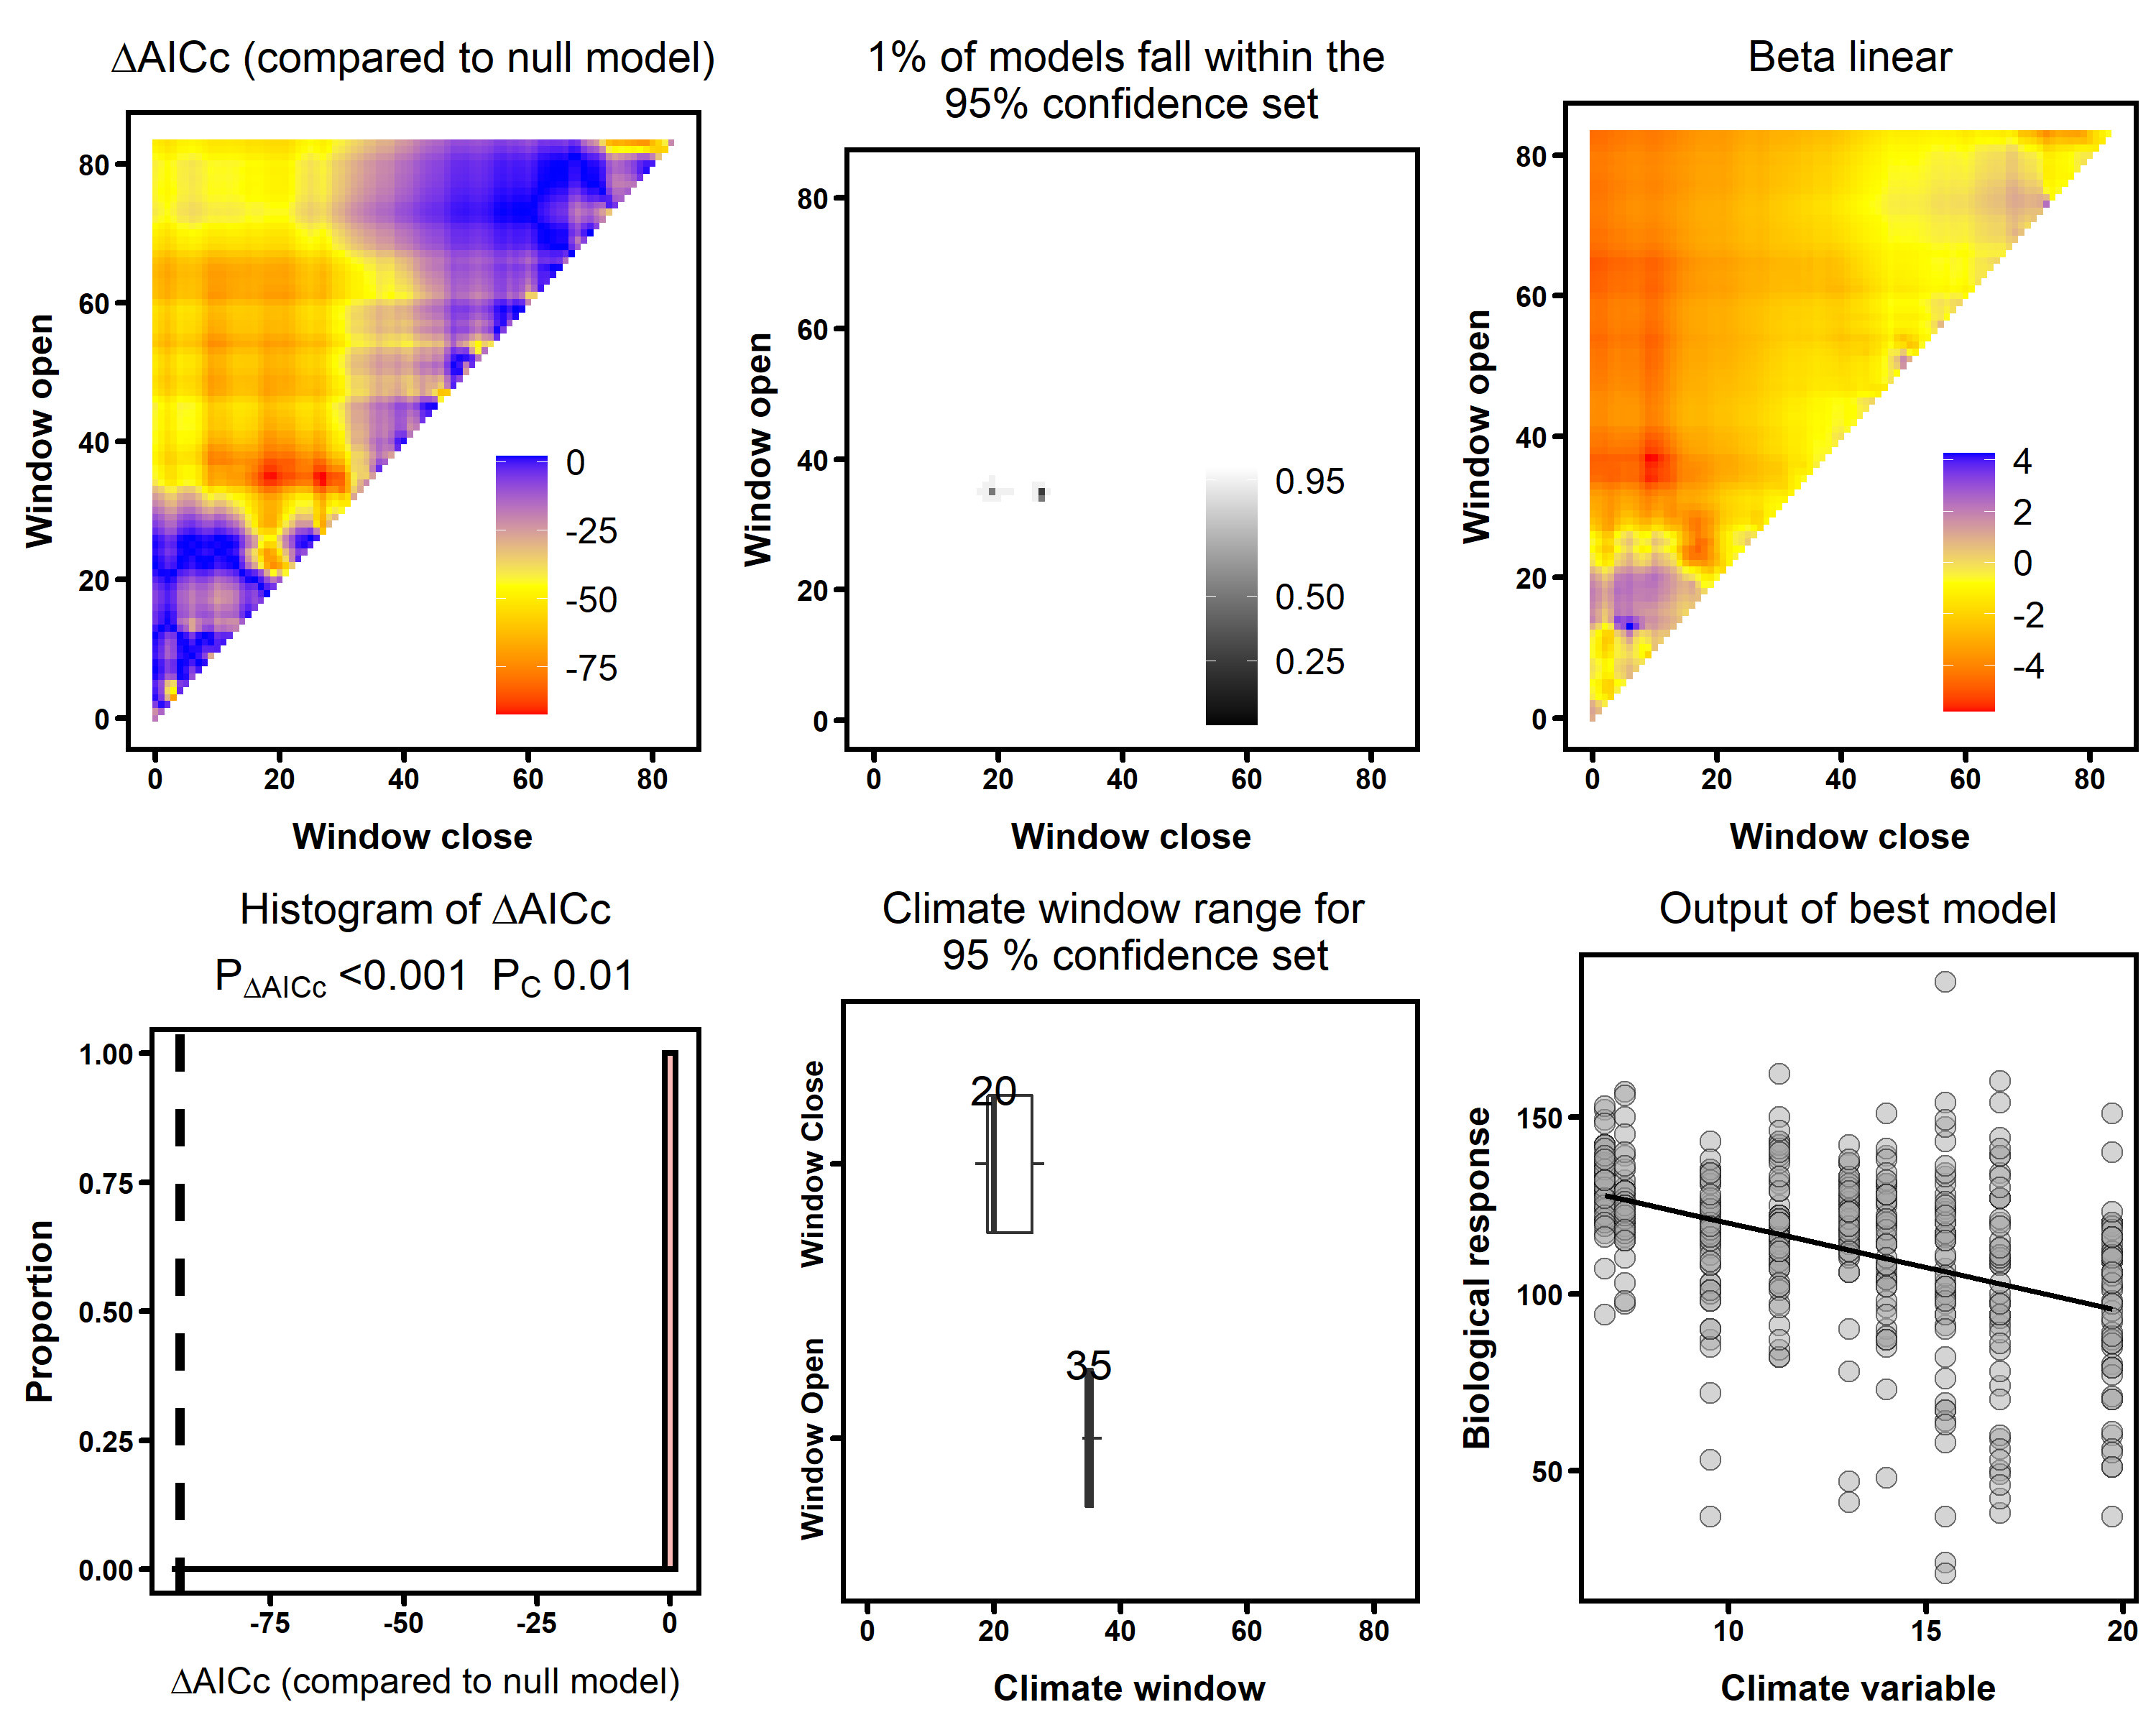 ΔAICc (compared to null model)
Window open
80
60
40
20
0
0
-25
-50
-75
0 20 40 60 80
Window close
1% of models fall within the
95% confidence set
Window open
80
60
40
20
0
0.95
0.50
0.25
0 20 40 60 80
Window close
Beta linear
Window open
80
60
40
20
0
4
2
0
-2
-4
0 20 40 60 80
Window close
Histogram of ΔAICc
PΔAICc <0.001 PC 0.01
Proportion
1.00
0.75
0.50
0.25
0.00
-75 -50 -25 0
ΔAICc (compared to null model)
Climate window range for
95 % confidence set
Window Close
20
Window Open
35
0 20 40 60 80
Climate window
Output of best model
Biological response
150
100
50
10 15 20
Climate variable